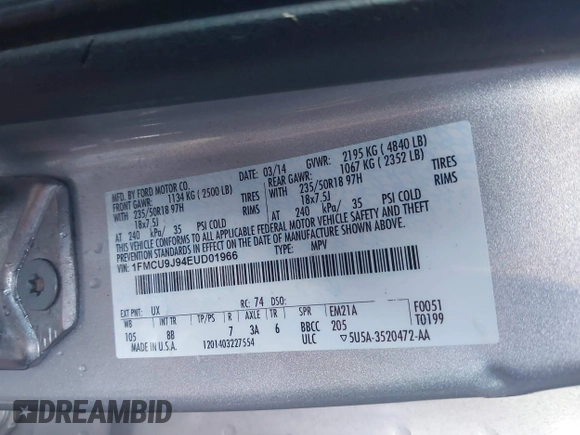 MFD. BY FORD MOTOR CO. DATE: 03/14 GVWR: 2195 KG ( 4840 LB)
FRONT GAWR: 1134 KG ( 2500 LB) REAR GAWR: 1067 KG ( 2352 LB)
WITH 235/50R18 97H TIRES WITH 235/50R18 97H TIRES
18x7.5J RIMS 18x7.5J RIMS
AT 240 kPa/ 35 PSI COLD AT 240 kPa/ 35 PSI COLD
THIS VEHICLE CONFORMS TO ALL APPLICABLE FEDERAL MOTOR VEHICLE SAFETY AND THEFT
PREVENTION STANDARDS IN EFFECT ON THE DATE OF MANUFACTURE SHOWN ABOVE.
VIN: 1FMCU9J94EUD01966 TYPE: MPV
EXT PNT: UX RC: 74 DSO: F0051
WB INT TR TP/PS R AXLE TR SPR EM21A T0199
105 8B 7 3A 6 BBCC 205
MADE IN U.S.A. 1201403227554 ULC ▽5U5A-3520472-AA
DREAMBID